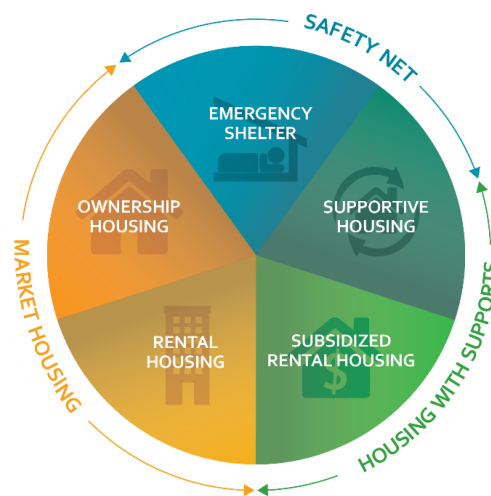 SAFETY NET
EMERGENCY
SHELTER
OWNERSHIP
HOUSING
SUPPORTIVE
HOUSING
RENTAL
HOUSING
SUBSIDIZED
RENTAL HOUSING
$
MARKET HOUSING
HOUSING WITH SUPPORTS